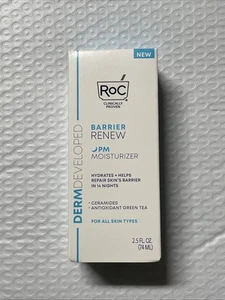 NEW
RoC
CLINICALLY
PROVEN
DERMDEVELOPED
BARRIER
RENEW
PM
MOISTURIZER
HYDRATES + HELPS
REPAIR SKIN'S BARRIER
IN 14 NIGHTS
• CERAMIDES
• ANTIOXIDANT GREEN TEA
FOR ALL SKIN TYPES
2.5 FL OZ
(74 ML)